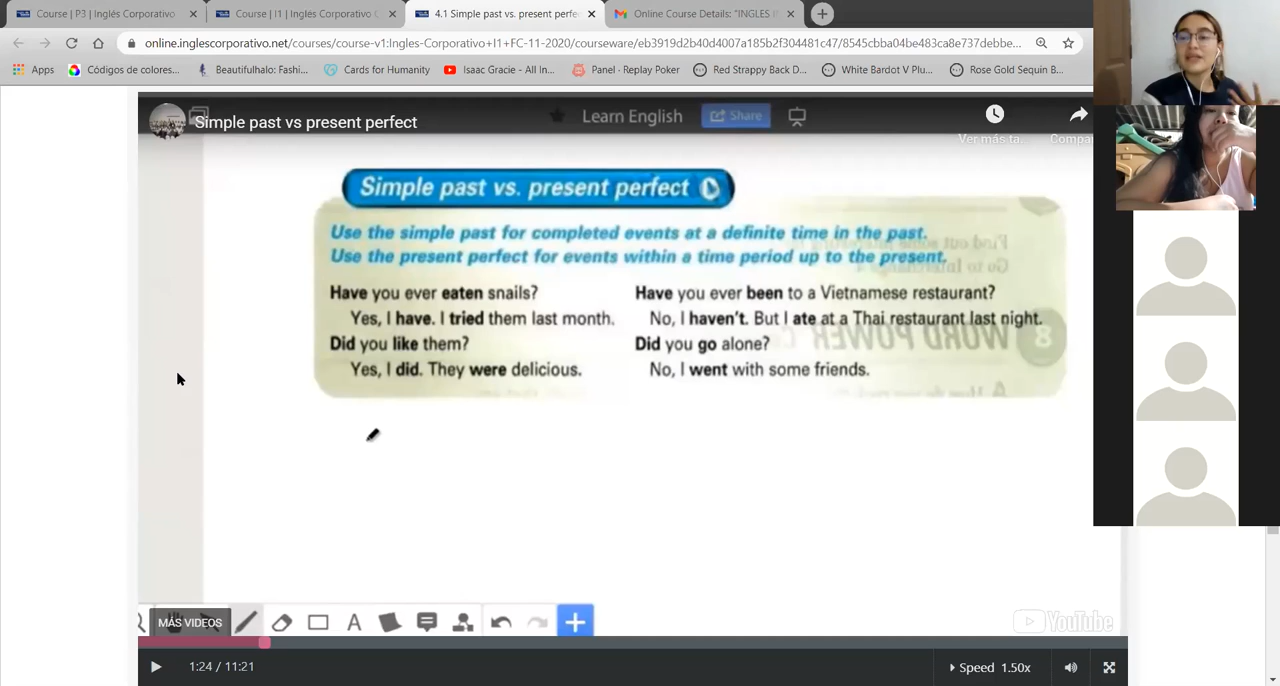 Course | P3 | Inglés Corporativo
Course | I1 | Inglés Corporativo C
4.1 Simple past vs. present perfe
Online Course Details: "INGLES I
online.inglescorporativo.net/courses/course-v1:Ingles-Corporativo+I1+FC-11-2020/courseware/eb3919d2b40d4007a185b2f304481c47/8545cbba04be483ca8e737debbe...
Apps
Códigos de colores...
Beautifulhalo: Fashi...
Cards for Humanity
Isaac Gracie - All In...
Panel · Replay Poker
Red Strappy Back D...
White Bardot V Plu...
Rose Gold Sequin B...
Simple past vs present perfect
Learn English
Share
Ver más ta.
Compa
Simple past vs. present perfect
Use the simple past for completed events at a definite time in the past.
Use the present perfect for events within a time period up to the present.
Have you ever eaten snails?
Yes, I have. I tried them last month.
Did you like them?
Yes, I did. They were delicious.
Have you ever been to a Vietnamese restaurant?
No, I haven't. But I ate at a Thai restaurant last night.
Did you go alone?
No, I went with some friends.
WORD POWER
8
MÁS VIDEOS
YouTube
1:24 / 11:21
Speed 1.50x